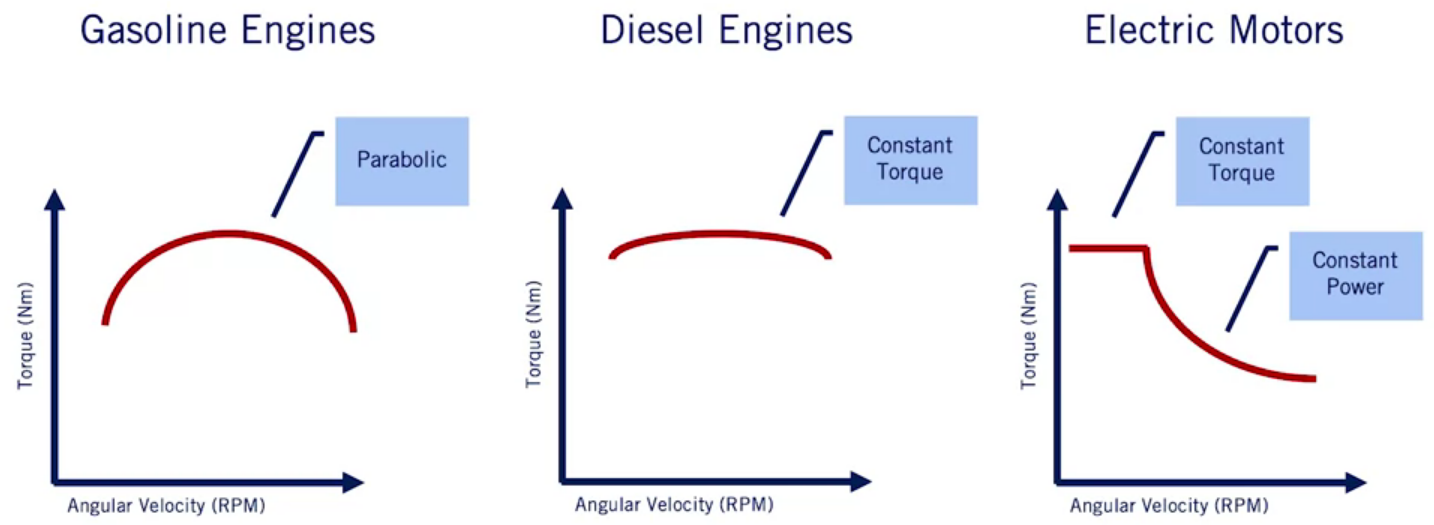 Gasoline Engines
Parabolic
Torque (Nm)
Angular Velocity (RPM)
Diesel Engines
Constant
Torque
Torque (Nm)
Angular Velocity (RPM)
Electric Motors
Constant
Torque
Constant
Power
Torque (Nm)
Angular Velocity (RPM)